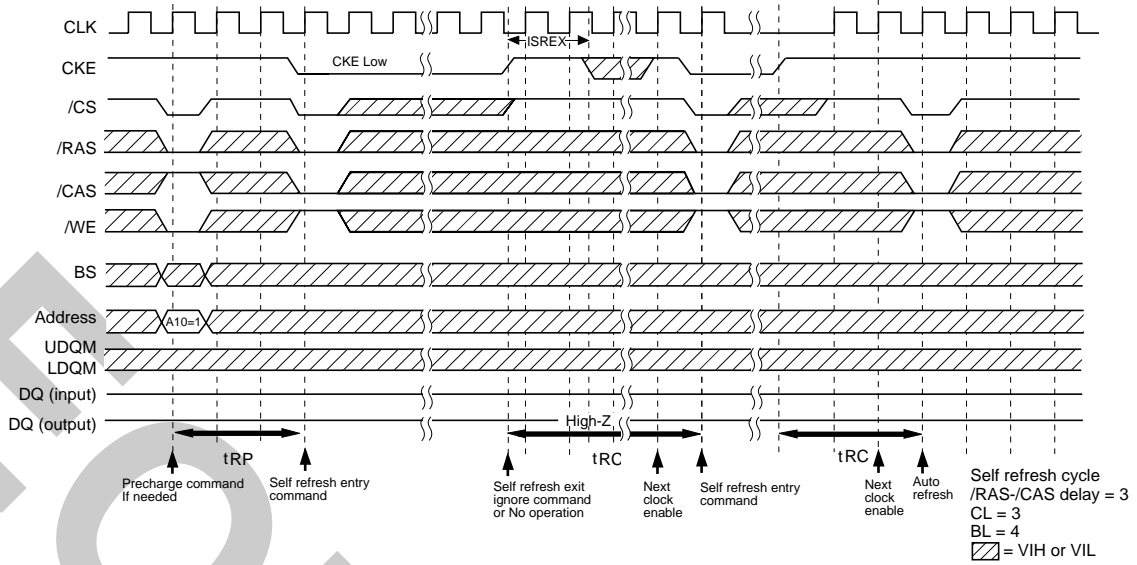 CLK
lSREX
CKE
CKE Low
/CS
/RAS
/CAS
/WE
BS
Address
A10=1
UDQM
LDQM
DQ (input)
DQ (output)
High-Z
tRP
tRC
tRC
Precharge command
If needed
Self refresh entry
command
Self refresh exit
ignore command
or No operation
Next
clock
enable
Self refresh entry
command
Next
clock
enable
Auto
refresh
Self refresh cycle
/RAS-/CAS delay = 3
CL = 3
BL = 4
= VIH or VIL